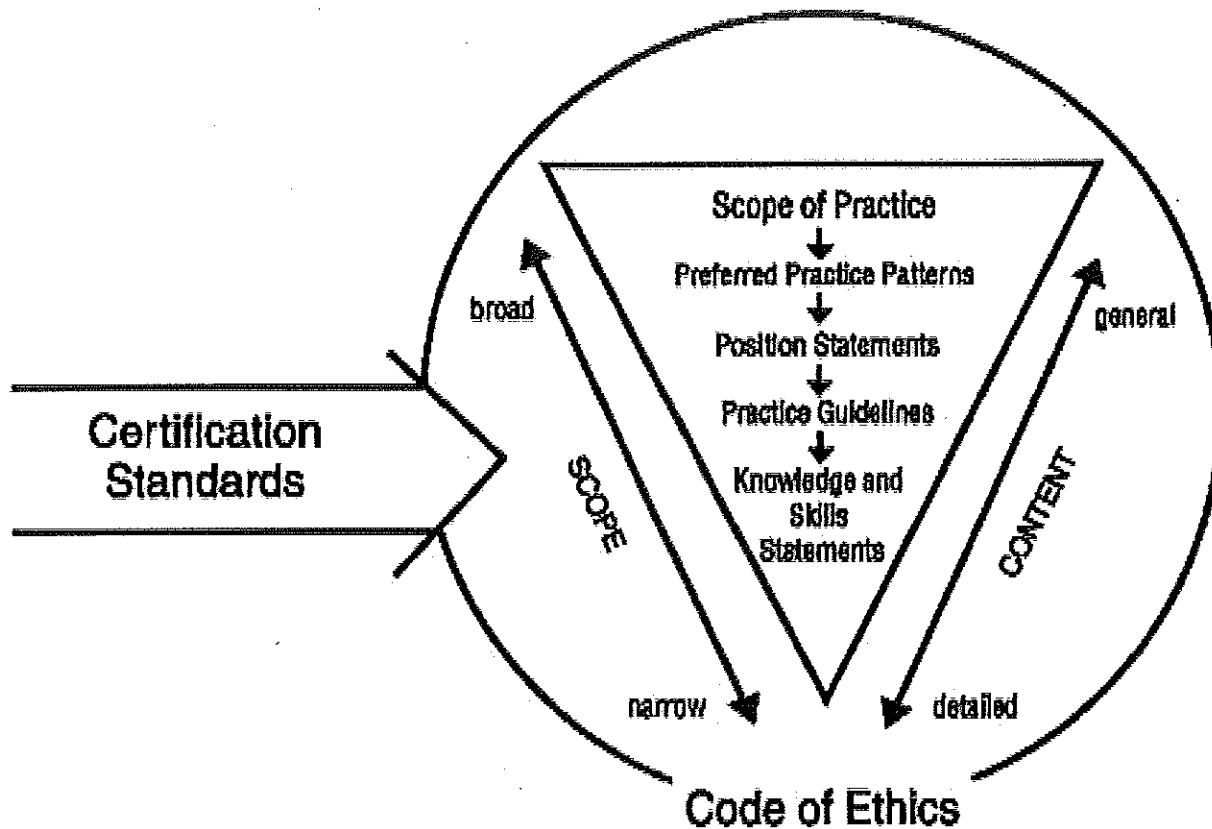 Scope of Practice
Preferred Practice Patterns
Position Statements
Practice Guidelines
Knowledge and
Skills
Statements
broad
general
Certification
Standards
SCOPE
CONTENT
narrow
detailed
Code of Ethics